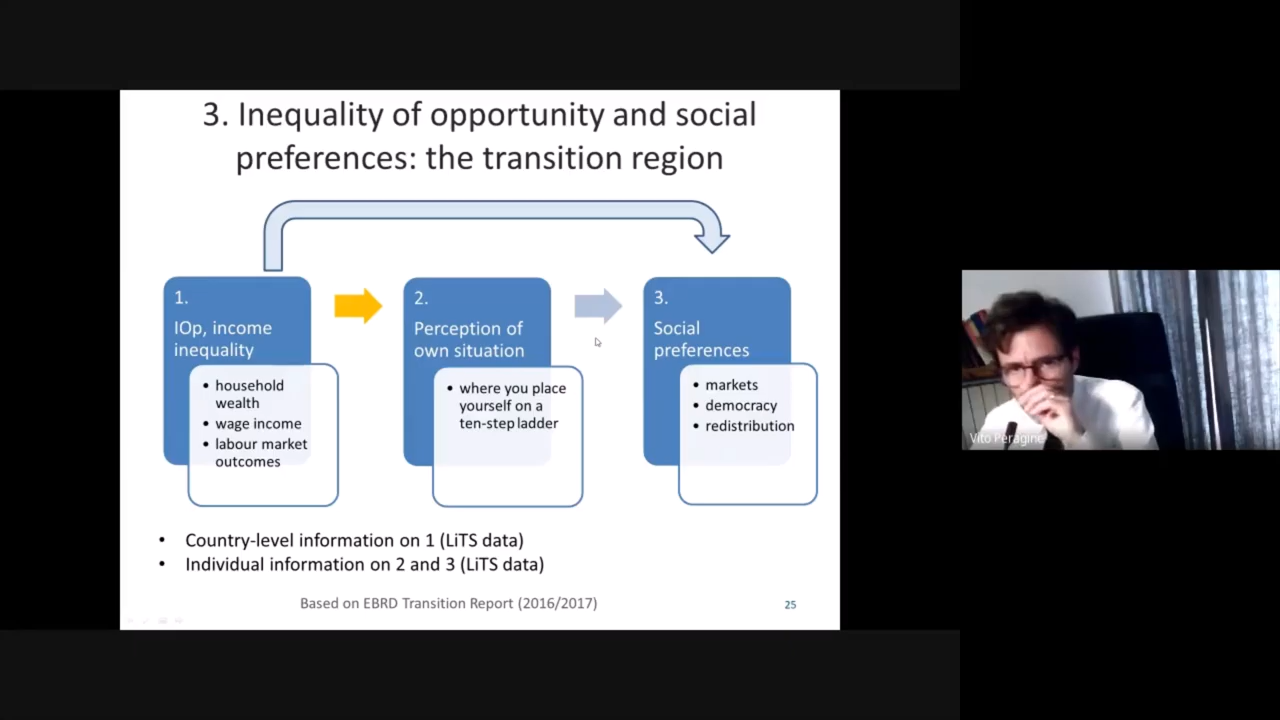 3. Inequality of opportunity and social
preferences: the transition region
1.
IOp, income
inequality
• household
wealth
• wage income
• labour market
outcomes
2.
Perception of
own situation
• where you place
yourself on a
ten-step ladder
3.
Social
preferences
• markets
• democracy
• redistribution
• Country-level information on 1 (LiTS data)
• Individual information on 2 and 3 (LiTS data)
Based on EBRD Transition Report (2016/2017)
25
Vito Peragine